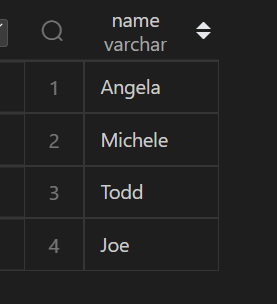 name
varchar
1 Angela
2 Michele
3 Todd
4 Joe